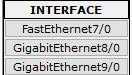 INTERFACE
FastEthernet7/0
GigabitEthernet8/0
GigabitEthernet9/0